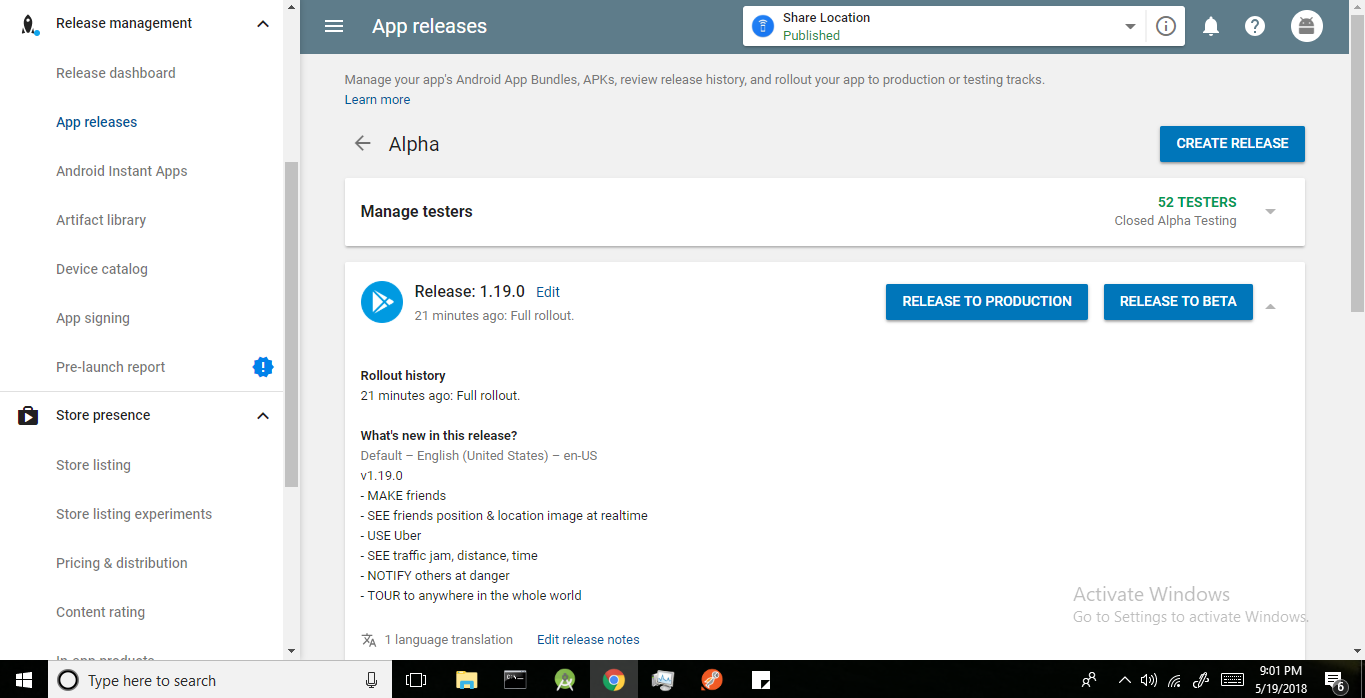 Release management
Release dashboard
App releases
Android Instant Apps
Artifact library
Device catalog
App signing
Pre-launch report
Store presence
Store listing
Store listing experiments
Pricing & distribution
Content rating
In-app products
App releases
Share Location
Published
Manage your app's Android App Bundles, APKs, review release history, and rollout your app to production or testing tracks.
Learn more
Alpha
CREATE RELEASE
Manage testers
52 TESTERS
Closed Alpha Testing
Release: 1.19.0 Edit
21 minutes ago: Full rollout.
RELEASE TO PRODUCTION
RELEASE TO BETA
Rollout history
21 minutes ago: Full rollout.
What's new in this release?
Default – English (United States) – en-US
v1.19.0
- MAKE friends
- SEE friends position & location image at realtime
- USE Uber
- SEE traffic jam, distance, time
- NOTIFY others at danger
- TOUR to anywhere in the whole world
1 language translation Edit release notes
Activate Windows
Go to Settings to activate Windows.
Type here to search
9:01 PM
5/19/2018
6